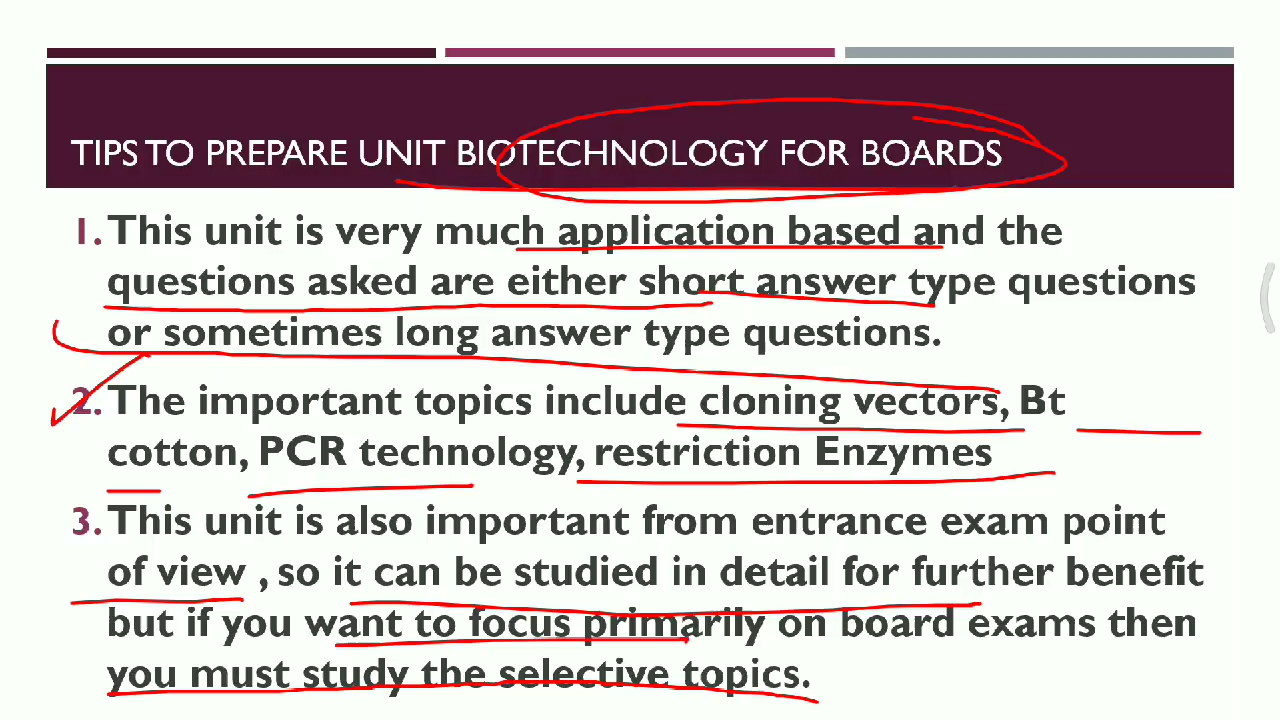 TIPS TO PREPARE UNIT BIOTECHNOLOGY FOR BOARDS
1. This unit is very much application based and the
questions asked are either short answer type questions
or sometimes long answer type questions.
2. The important topics include cloning vectors, Bt
cotton, PCR technology, restriction Enzymes
3. This unit is also important from entrance exam point
of view , so it can be studied in detail for further benefit
but if you want to focus primarily on board exams then
you must study the selective topics.